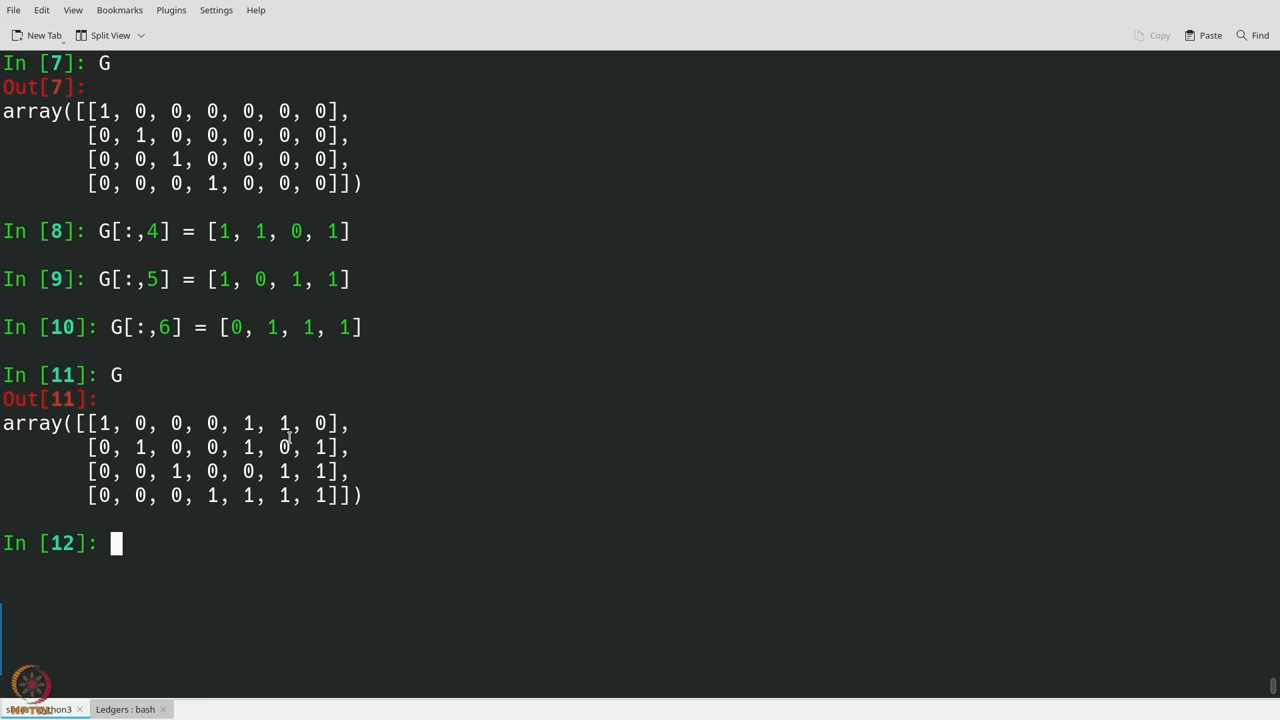 File Edit View Bookmarks Plugins Settings Help
New Tab Split View Copy Paste Find
In [7]: G
Out[7]:
array([[1, 0, 0, 0, 0, 0, 0],
[0, 1, 0, 0, 0, 0, 0],
[0, 0, 1, 0, 0, 0, 0],
[0, 0, 0, 1, 0, 0, 0]])
In [8]: G[:,4] = [1, 1, 0, 1]
In [9]: G[:,5] = [1, 0, 1, 1]
In [10]: G[:,6] = [0, 1, 1, 1]
In [11]: G
Out[11]:
array([[1, 0, 0, 0, 1, 1, 0],
[0, 1, 0, 0, 1, 0, 1],
[0, 0, 1, 0, 0, 1, 1],
[0, 0, 0, 1, 1, 1, 1]])
In [12]:
Ledgers : bash